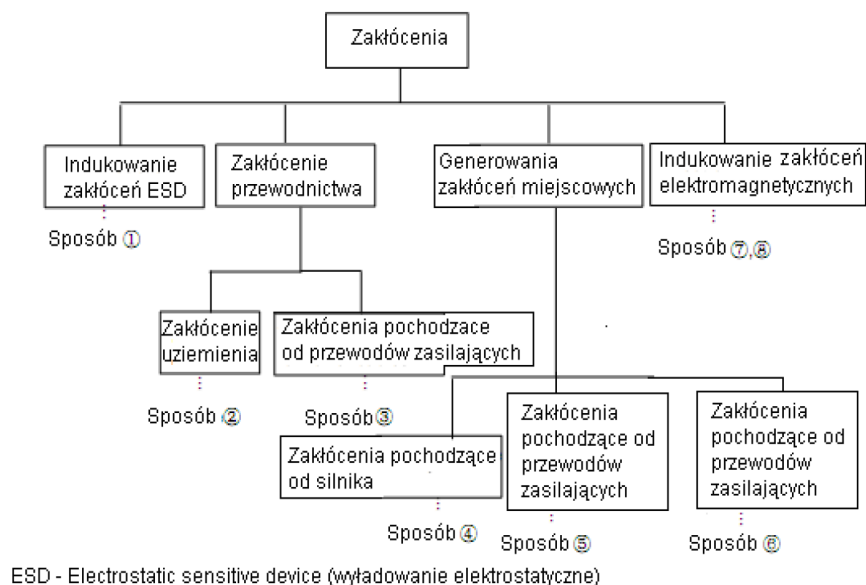 Zakłócenia
Indukowanie
zakłóceń ESD
Sposób ①
Zakłócenie
przewodnictwa
Generowania
zakłóceń miejscowych
Indukowanie zakłóceń
elektromagnetycznych
Sposób ⑦,⑧
Zakłócenie
uziemienia
Sposób ②
Zakłócenia pochodzace
od przewodów zasilających
Sposób ③
Zakłócenia pochodzące
od silnika
Sposób ④
Zakłócenia
pochodzące od
przewodów
zasilających
Sposób ⑤
Zakłócenia
pochodzące od
przewodów
zasilających
Sposób ⑥
ESD - Electrostatic sensitive device (wyładowanie elektrostatyczne)